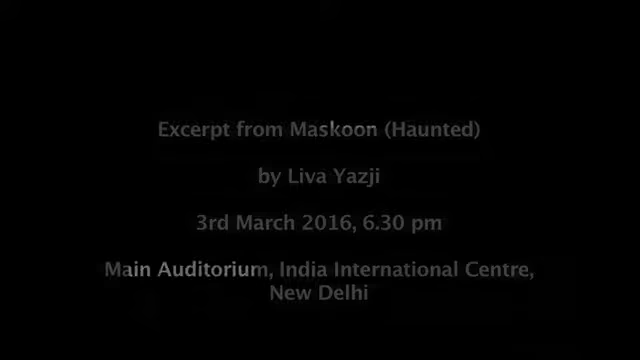 Excerpt from Maskoon (Haunted)
by Liva Yazji
3rd March 2016, 6.30 pm
Main Auditorium, India International Centre,
New Delhi